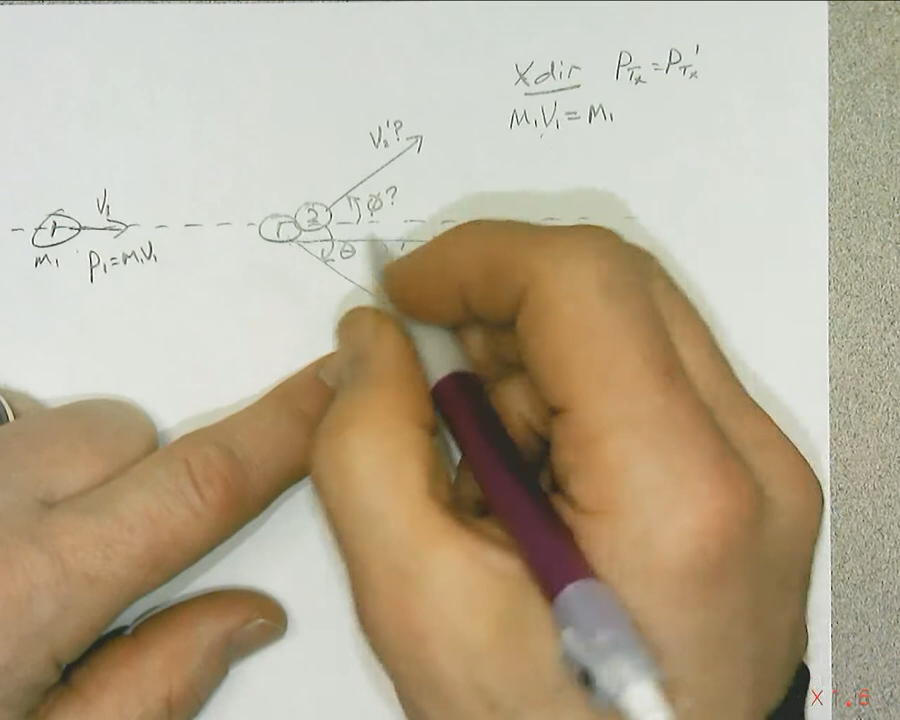 Xdir P_Tx = P_Tx'
M₁V₁ = M₁
V₂'?
V₁
1
1
2
φ?
θ
M₁
P₁ = M₁V₁
X